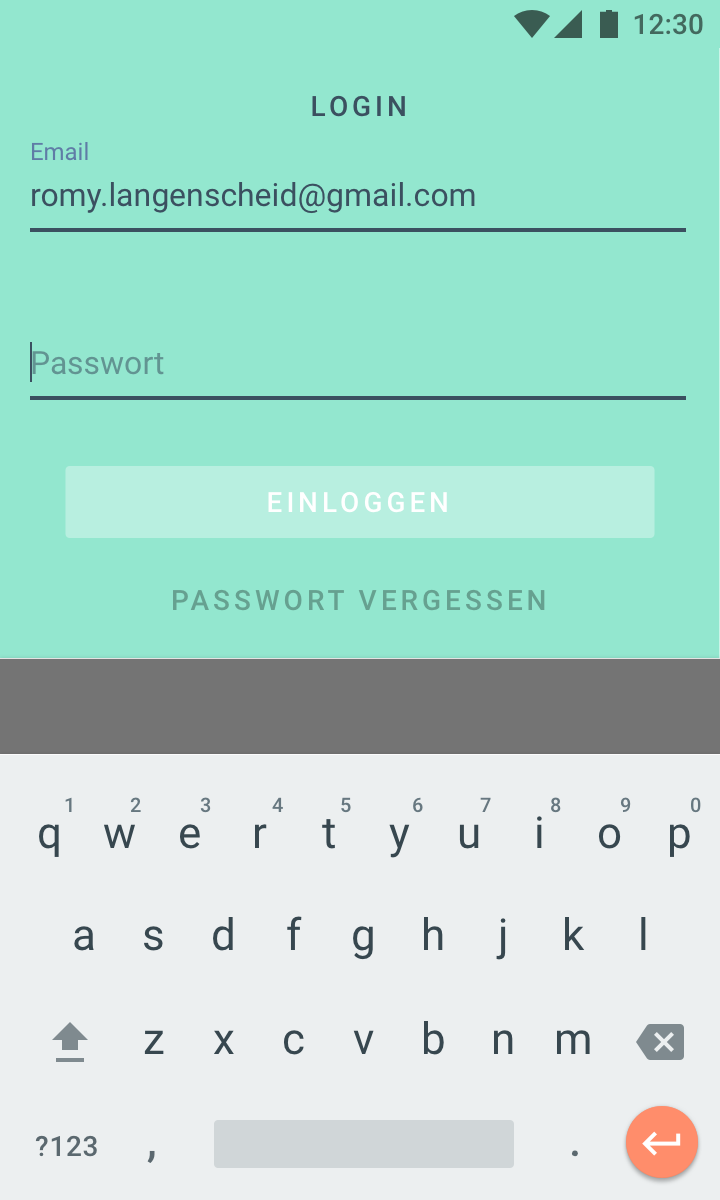 12:30
LOGIN
Email
romy.langenscheid@gmail.com
Passwort
EINLOGGEN
PASSWORT VERGESSEN
1 2 3 4 5 6 7 8 9 0
q w e r t y u i o p
a s d f g h j k l
z x c v b n m
?123 , .